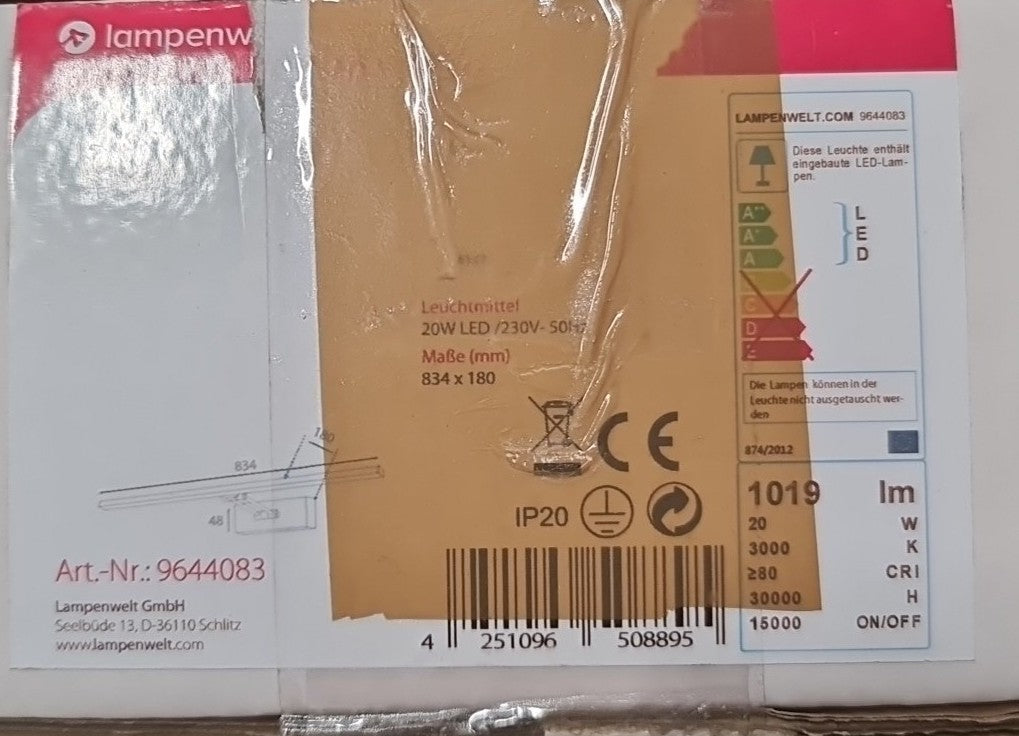 lampenw
LAMPENWELT.COM 9644083
Diese Leuchte enthält
eingebaute LED-Lam-
pen.
A++
A+
A
C
D
E
L
E
D
Die Lampen können in der
Leuchte nicht ausgetauscht wer-
den
874/2012
Leuchtmittel
20W LED /230V~ 50Hz
Maße (mm)
834 x 180
180
834
48
IP20
CE
1019 lm
20 W
3000 K
≥80 CRI
30000 H
15000 ON/OFF
Art.-Nr.: 9644083
Lampenwelt GmbH
Seelbüde 13, D-36110 Schlitz
www.lampenwelt.com
4 251096 508895